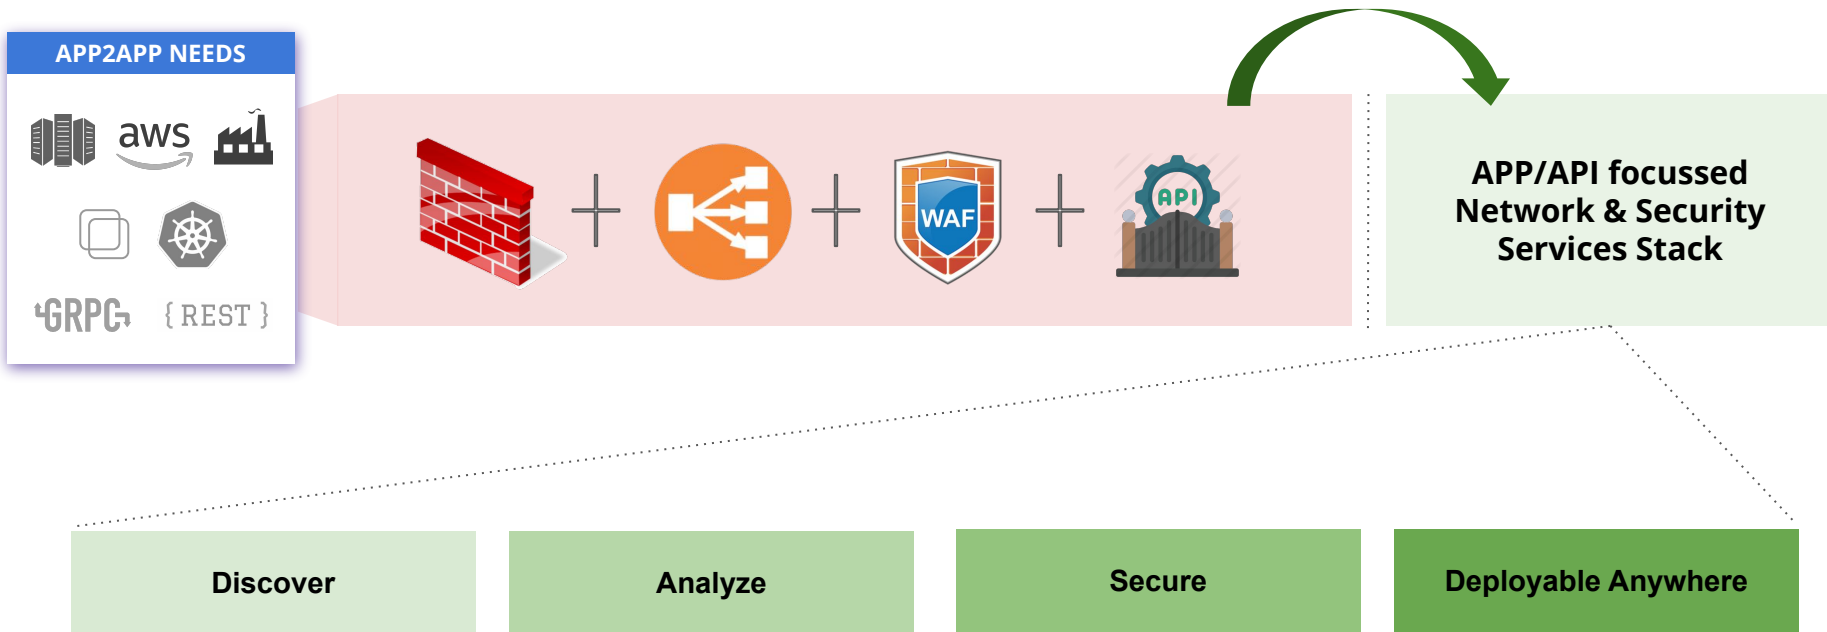 APP2APP NEEDS
aws
GRPC
{ REST }
WAF
API
APP/API focussed
Network & Security
Services Stack
Discover
Analyze
Secure
Deployable Anywhere